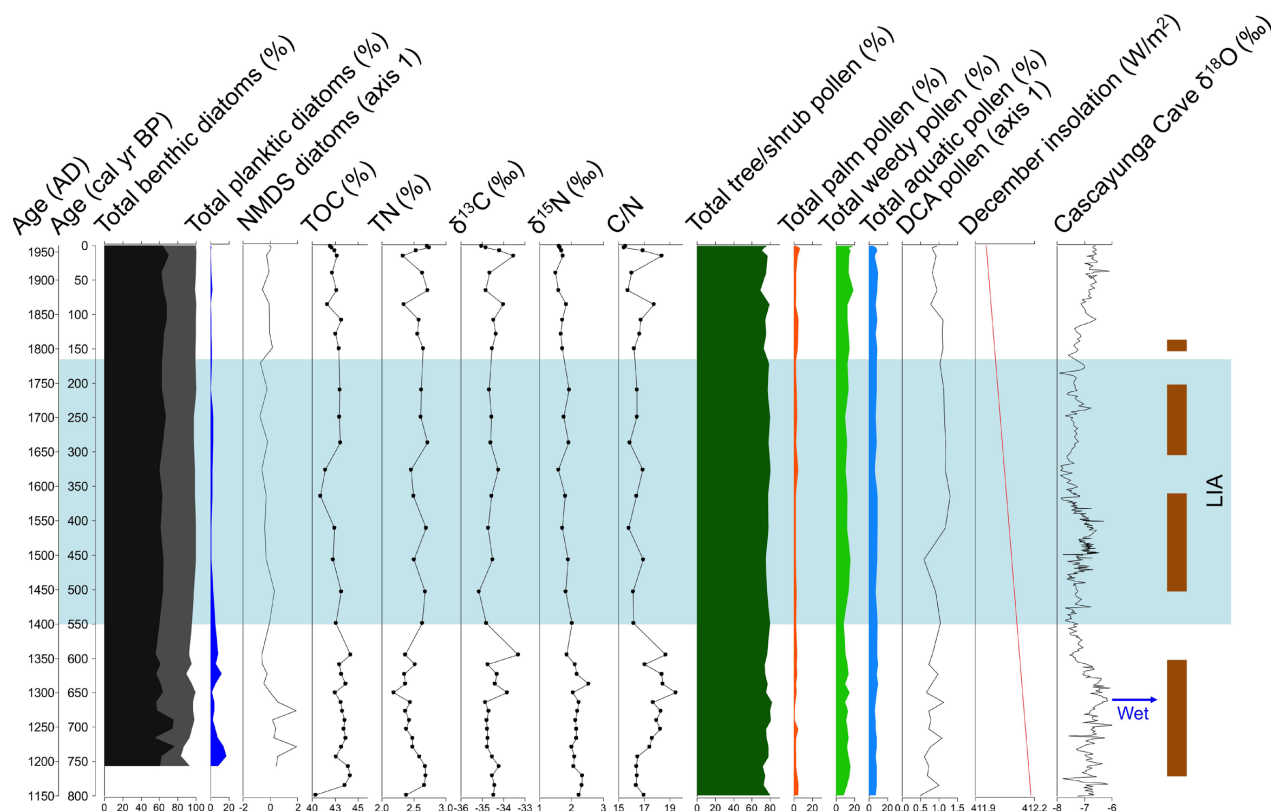 Age (AD)
Age (cal yr BP)
Total benthic diatoms (%)
Total planktic diatoms (%)
NMDS diatoms (axis 1)
TOC (%)
TN (%)
δ¹³C (‰)
δ¹⁵N (‰)
C/N
Total tree/shrub pollen (%)
Total palm pollen (%)
Total weedy pollen (%)
Total aquatic pollen (%)
DCA pollen (axis 1)
December insolation (W/m²)
Cascayunga Cave δ¹⁸O (‰)
1950
1900
1850
1800
1750
1700
1650
1600
1550
1500
1450
1400
1350
1300
1250
1200
0
50
100
150
200
250
300
350
400
450
500
550
600
650
700
750
800
LIA
Wet
0 20 40 60 80 100
0 20
-2 0 2
40 43 45
2.0 2.5 3.0
-36 -35 -34 -33
1 2 3
15 17 19
0 20 40 60 80
0 20
0 20
0 20
0.0 0.5 1.0 1.5
411.9 412.2
-8 -7 -6